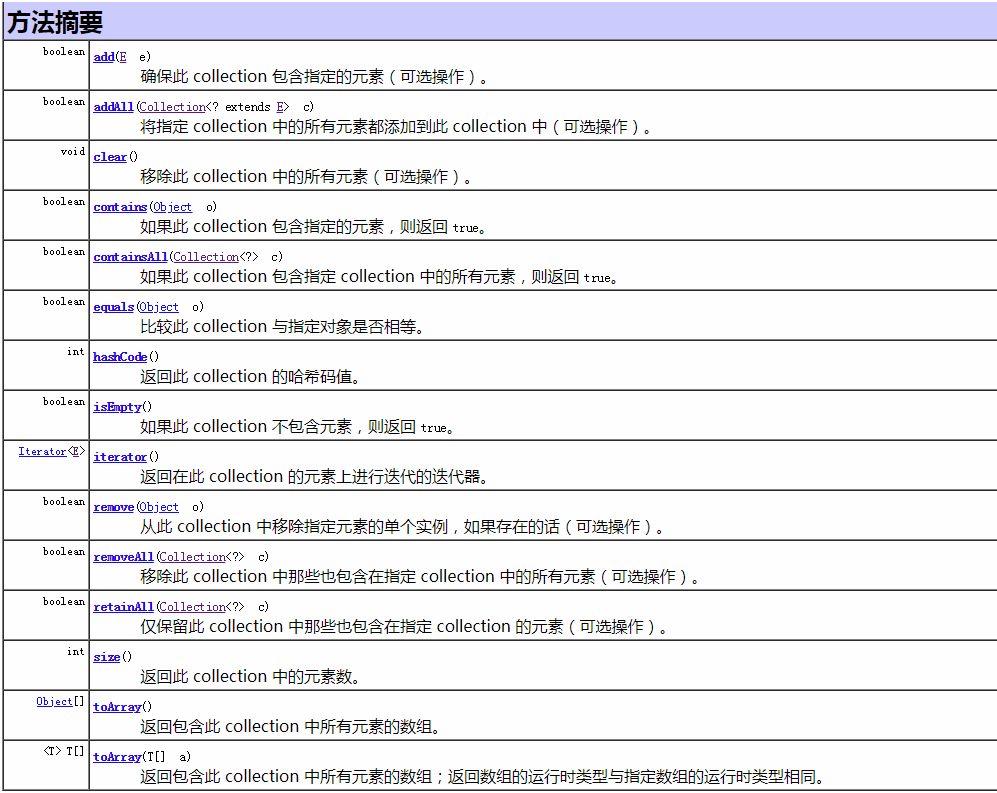 方法摘要
boolean add(E e)
确保此 collection 包含指定的元素（可选操作）。
boolean addAll(Collection<? extends E> c)
将指定 collection 中的所有元素都添加到此 collection 中（可选操作）。
void clear()
移除此 collection 中的所有元素（可选操作）。
boolean contains(Object o)
如果此 collection 包含指定的元素，则返回 true。
boolean containsAll(Collection<?> c)
如果此 collection 包含指定 collection 中的所有元素，则返回 true。
boolean equals(Object o)
比较此 collection 与指定对象是否相等。
int hashCode()
返回此 collection 的哈希码值。
boolean isEmpty()
如果此 collection 不包含元素，则返回 true。
Iterator<E> iterator()
返回在此 collection 的元素上进行迭代的迭代器。
boolean remove(Object o)
从此 collection 中移除指定元素的单个实例，如果存在的话（可选操作）。
boolean removeAll(Collection<?> c)
移除此 collection 中那些也包含在指定 collection 中的所有元素（可选操作）。
boolean retainAll(Collection<?> c)
仅保留此 collection 中那些也包含在指定 collection 的元素（可选操作）。
int size()
返回此 collection 中的元素数。
Object[] toArray()
返回包含此 collection 中所有元素的数组。
<T> T[] toArray(T[] a)
返回包含此 collection 中所有元素的数组；返回数组的运行时类型与指定数组的运行时类型相同。